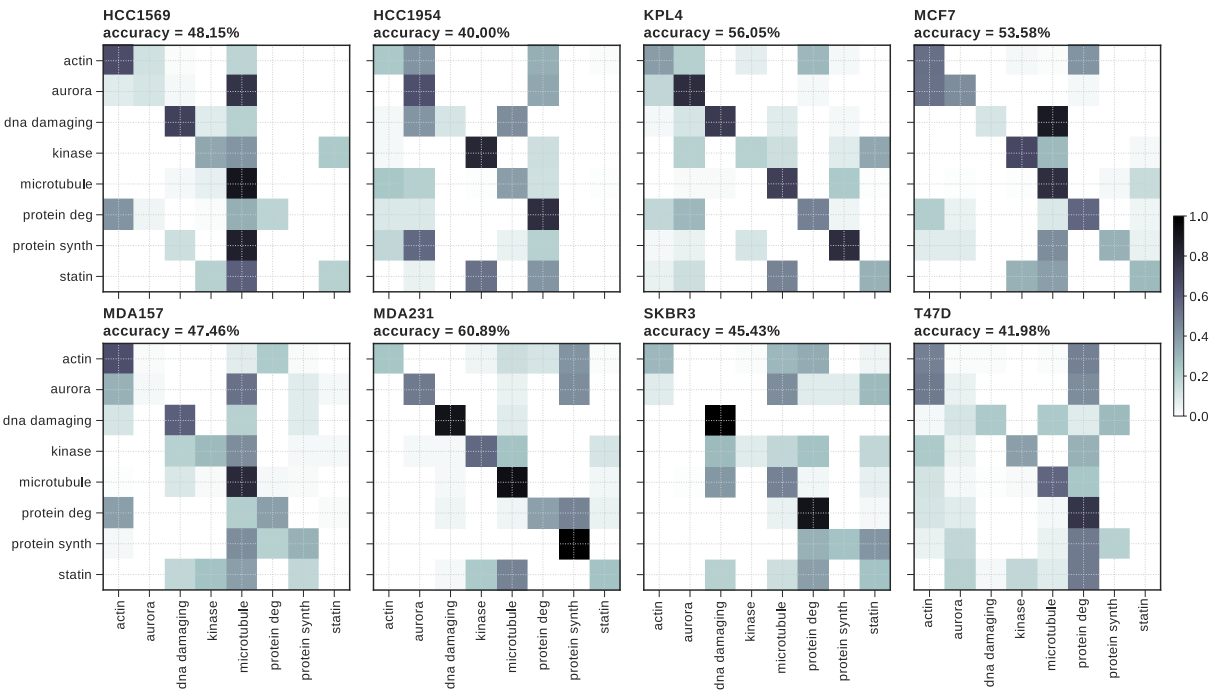 HCC1569
accuracy = 48.15%
HCC1954
accuracy = 40.00%
KPL4
accuracy = 56.05%
MCF7
accuracy = 53.58%
actin
aurora
dna damaging
kinase
microtubule
protein deg
protein synth
statin
1.0
0.8
0.6
0.4
0.2
0.0
MDA157
accuracy = 47.46%
MDA231
accuracy = 60.89%
SKBR3
accuracy = 45.43%
T47D
accuracy = 41.98%
actin
aurora
dna damaging
kinase
microtubule
protein deg
protein synth
statin
actin
aurora
dna damaging
kinase
microtubule
protein deg
protein synth
statin
actin
aurora
dna damaging
kinase
microtubule
protein deg
protein synth
statin
actin
aurora
dna damaging
kinase
microtubule
protein deg
protein synth
statin
actin
aurora
dna damaging
kinase
microtubule
protein deg
protein synth
statin